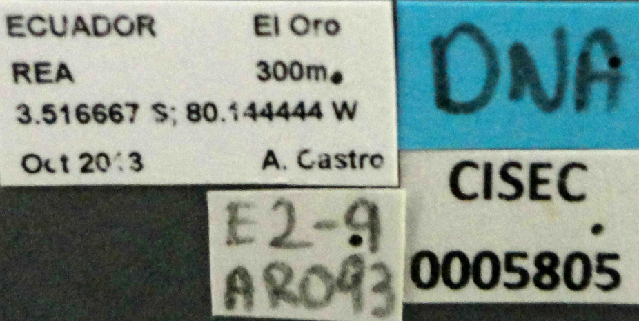 ECUADOR El Oro
REA 300m.
3.516667 S; 80.144444 W
Oct 2013 A. Castro
DNA
CISEC
0005805
E2-9
AR093